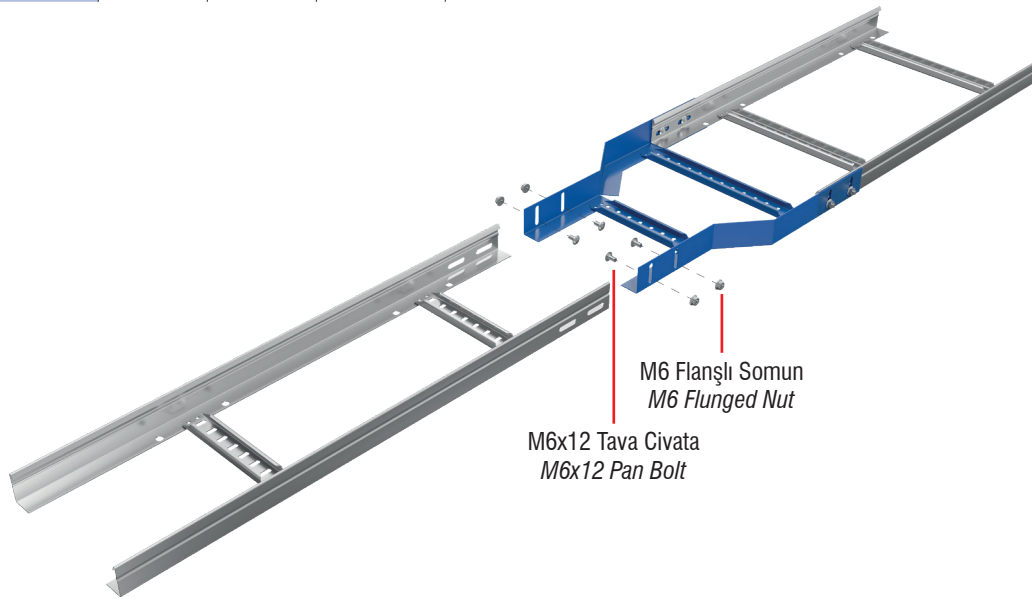 M6 Flanşlı Somun
M6 Flunged Nut
M6x12 Tava Civata
M6x12 Pan Bolt